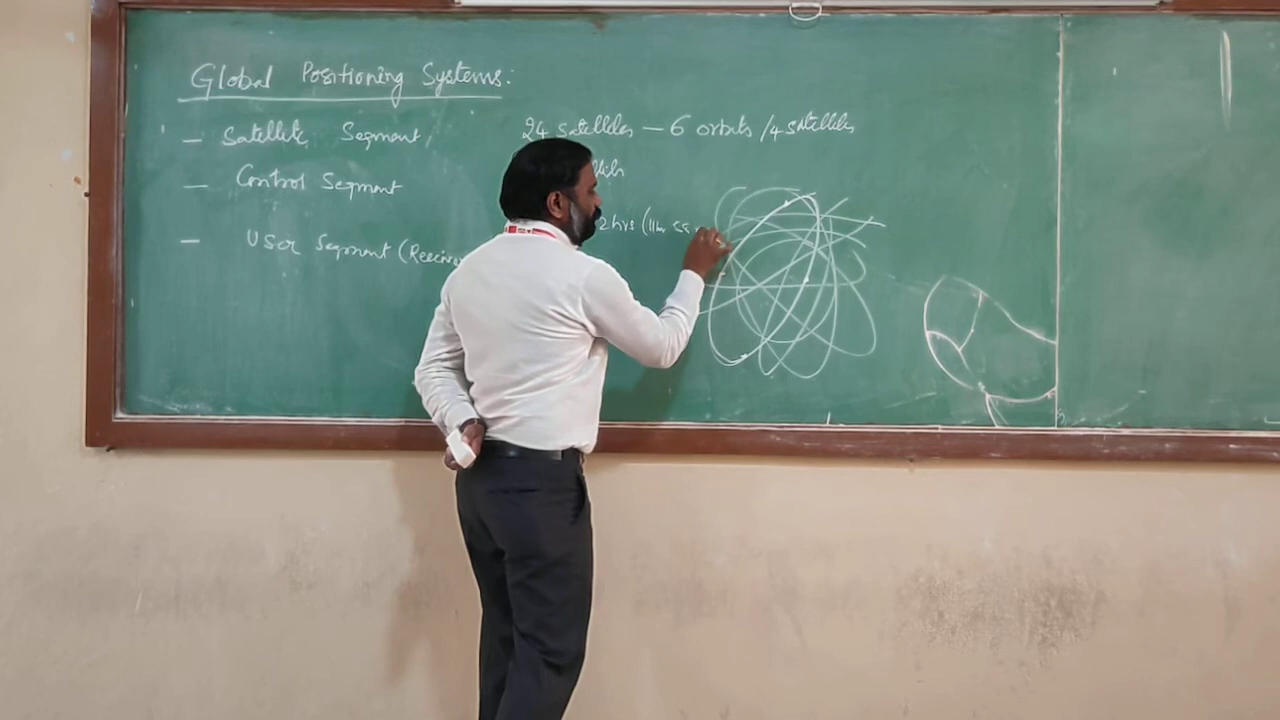 Global Positioning Systems:
- Satellite Segment,
24 satellites - 6 orbits / 4 satellites
- Control Segment
- User Segment (Receiver
2 hrs (11hr 58